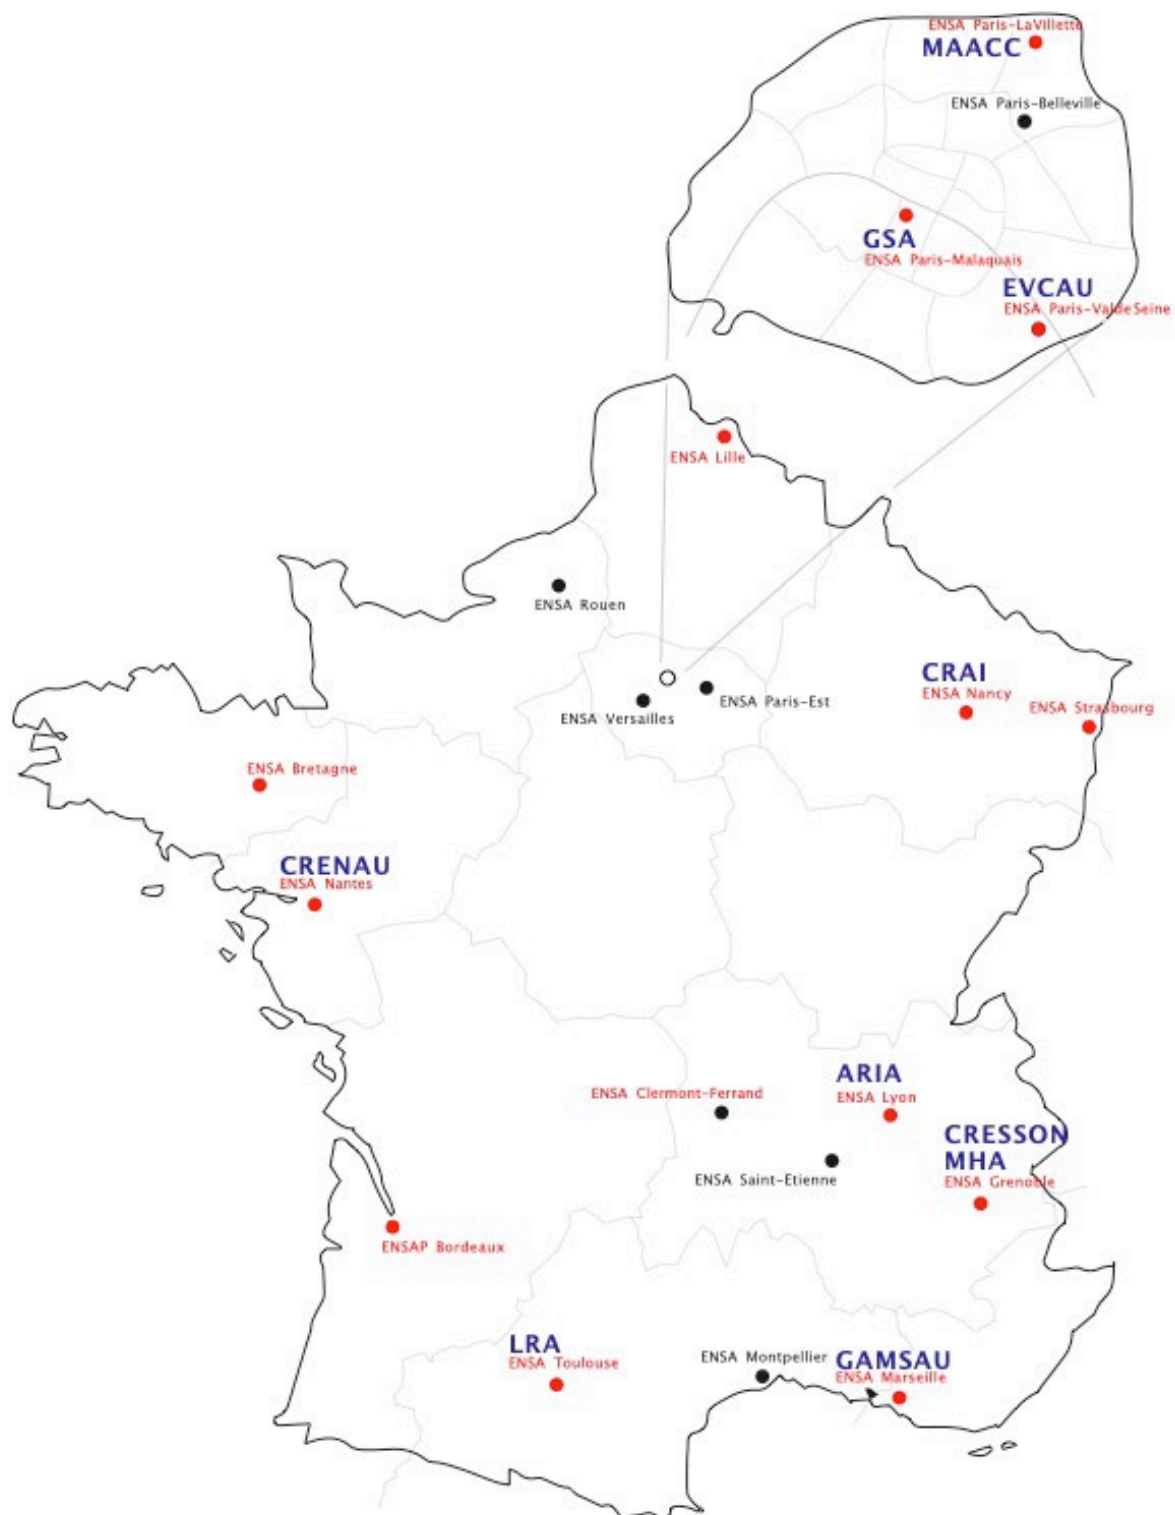 ENSA Paris-LaVillette
MAACC
ENSA Paris-Belleville
GSA
ENSA Paris-Malaquais
EVCAU
ENSA Paris-ValdeSeine
ENSA Lille
ENSA Rouen
CRAI
ENSA Nancy
ENSA Strasbourg
ENSA Paris-Est
ENSA Versailles
ENSA Bretagne
CRENAU
ENSA Nantes
ARIA
ENSA Clermont-Ferrand
ENSA Lyon
CRESSON
MHA
ENSA Saint-Etienne
ENSA Grenoble
ENSAP Bordeaux
LRA
ENSA Toulouse
ENSA Montpellier
GAMSAU
ENSA Marseille